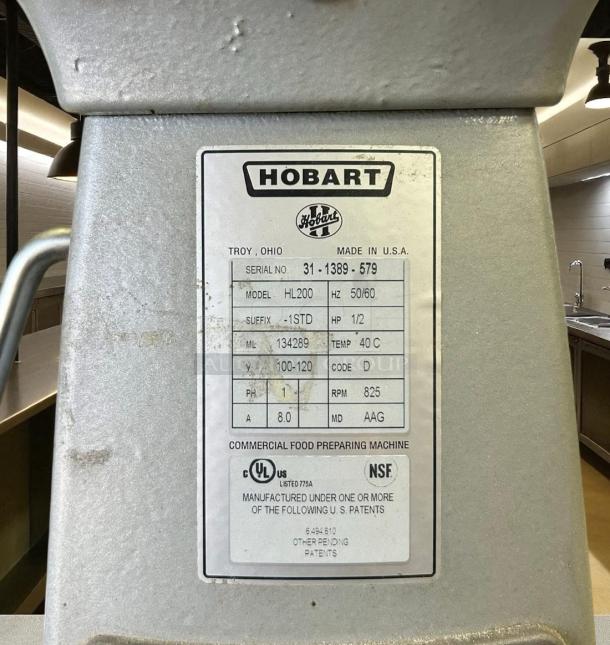 HOBART
Hobart
TROY, OHIO MADE IN U.S.A.
SERIAL NO. 31 - 1389 - 579
MODEL HL200 HZ 50/60
SUFFIX -1STD HP 1/2
ML 134289 TEMP 40 C
V 100-120 CODE D
PH 1 RPM 825
A 8.0 MD AAG
COMMERCIAL FOOD PREPARING MACHINE
C UL US NSF
LISTED 775A
MANUFACTURED UNDER ONE OR MORE
OF THE FOLLOWING U. S. PATENTS
6,494,610
OTHER PENDING
PATENTS